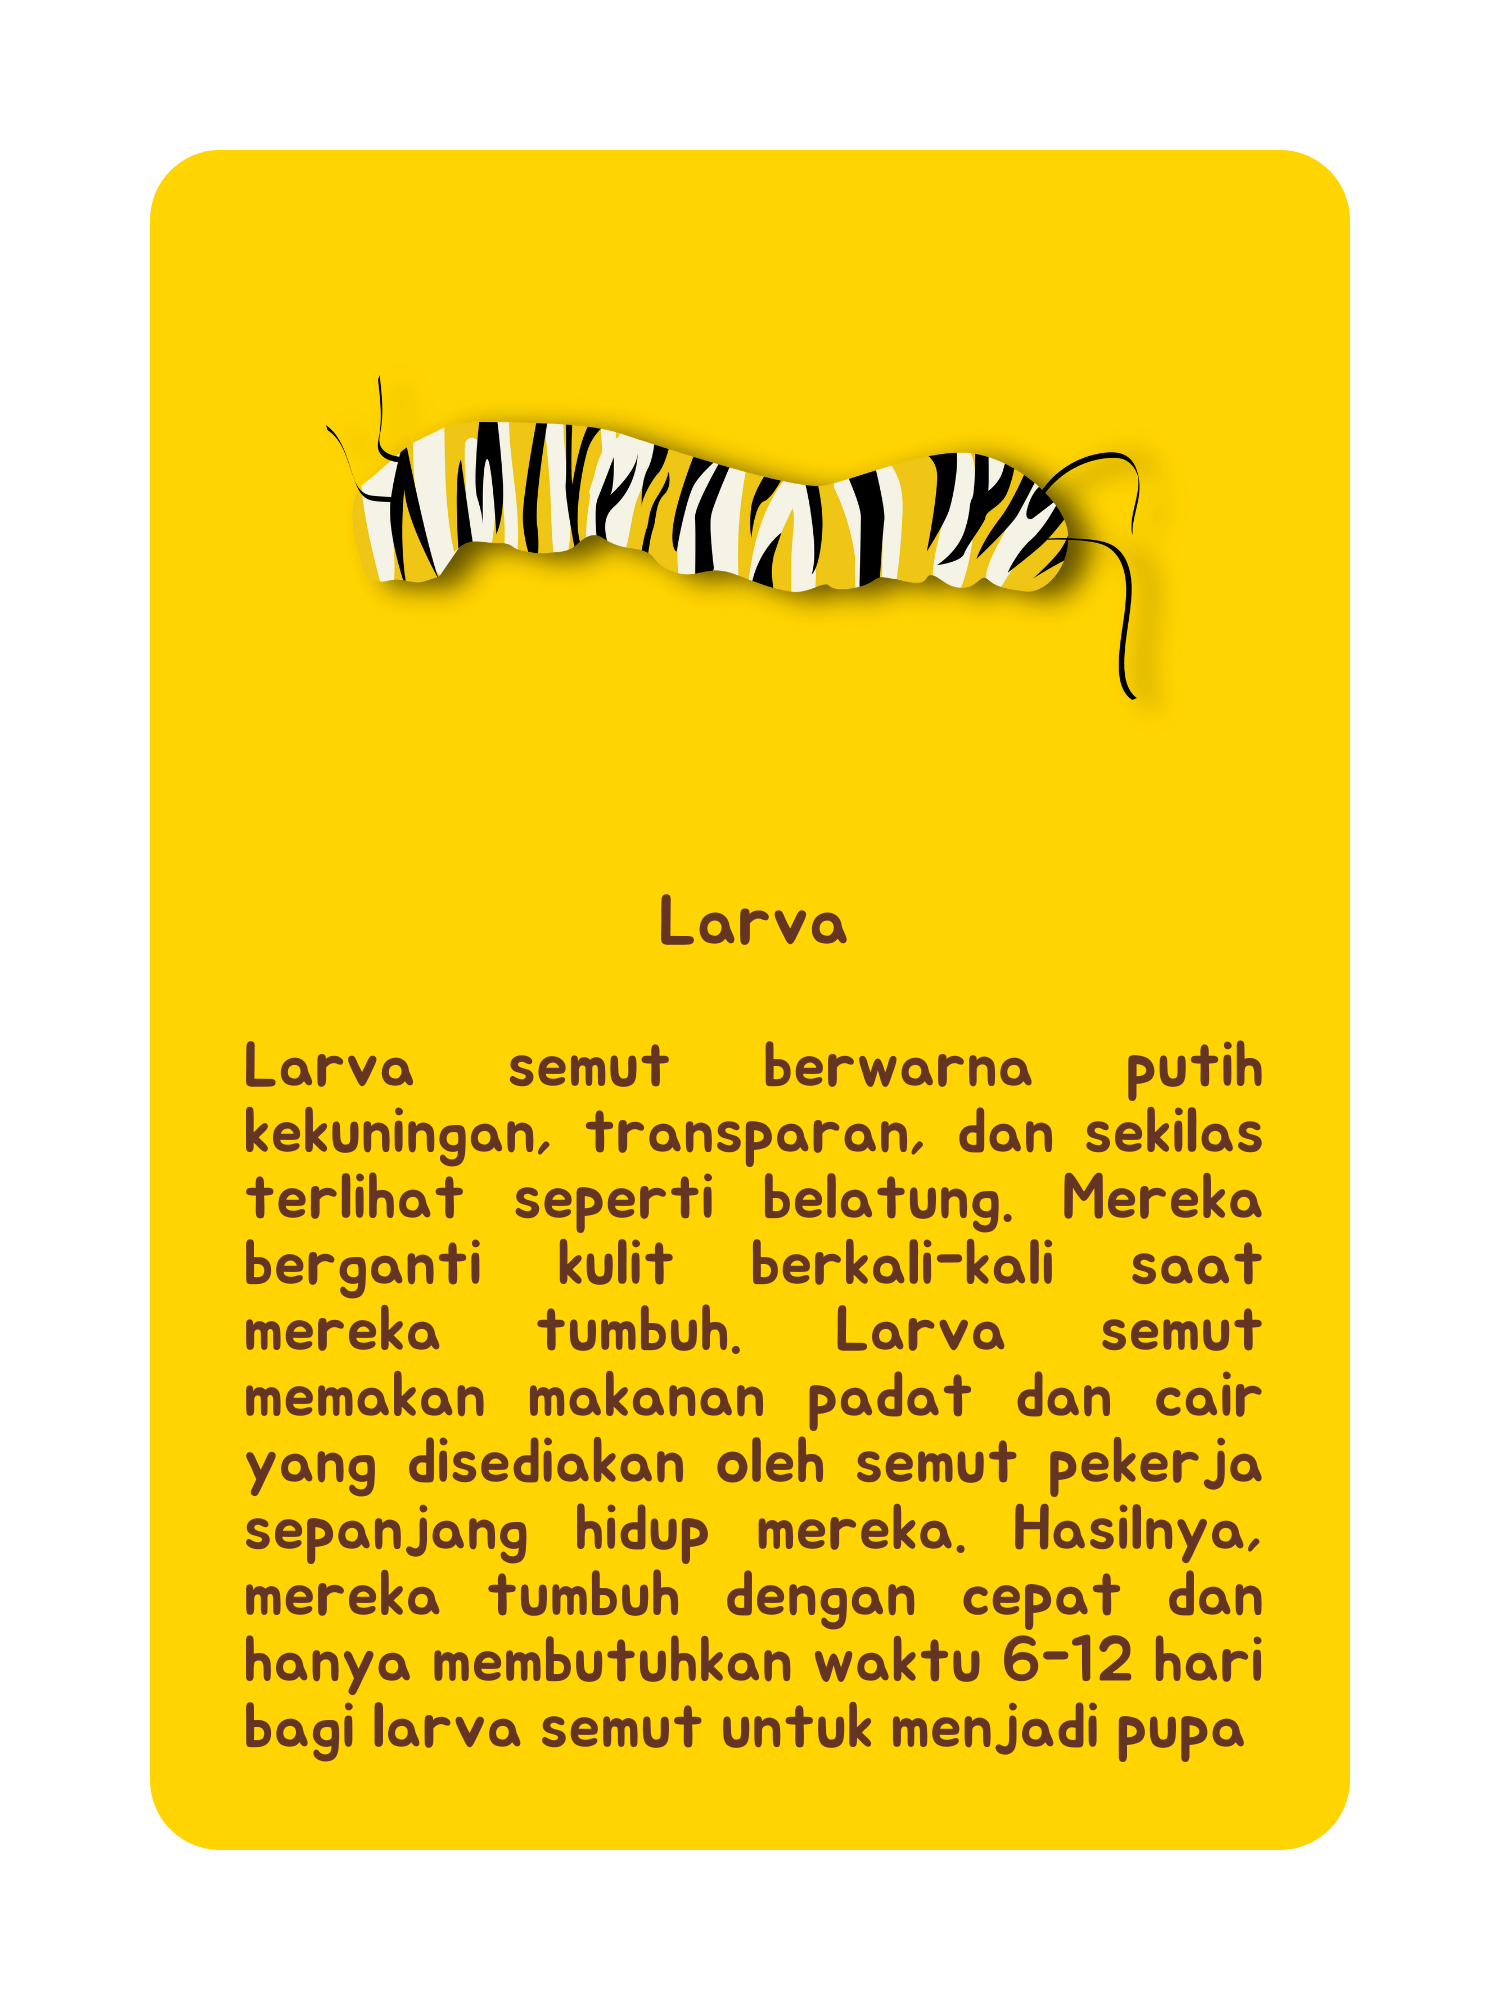 Larva
Larva semut berwarna putih
kekuningan, transparan, dan sekilas
terlihat seperti belatung. Mereka
berganti kulit berkali-kali saat
mereka tumbuh. Larva semut
memakan makanan padat dan cair
yang disediakan oleh semut pekerja
sepanjang hidup mereka. Hasilnya,
mereka tumbuh dengan cepat dan
hanya membutuhkan waktu 6-12 hari
bagi larva semut untuk menjadi pupa